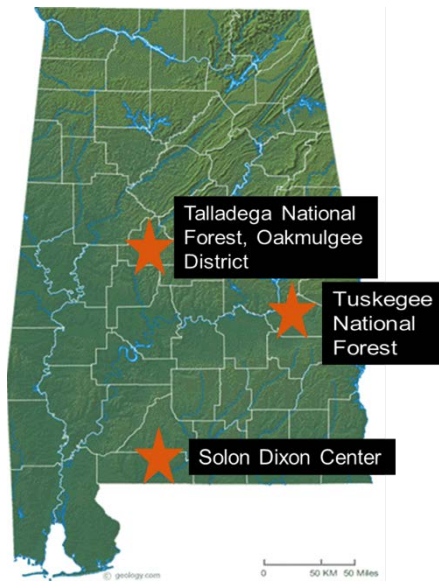 Talladega National
Forest, Oakmulgee
District
Tuskegee
National
Forest
Solon Dixon Center
© geology.com
0 50 KM 50 Miles